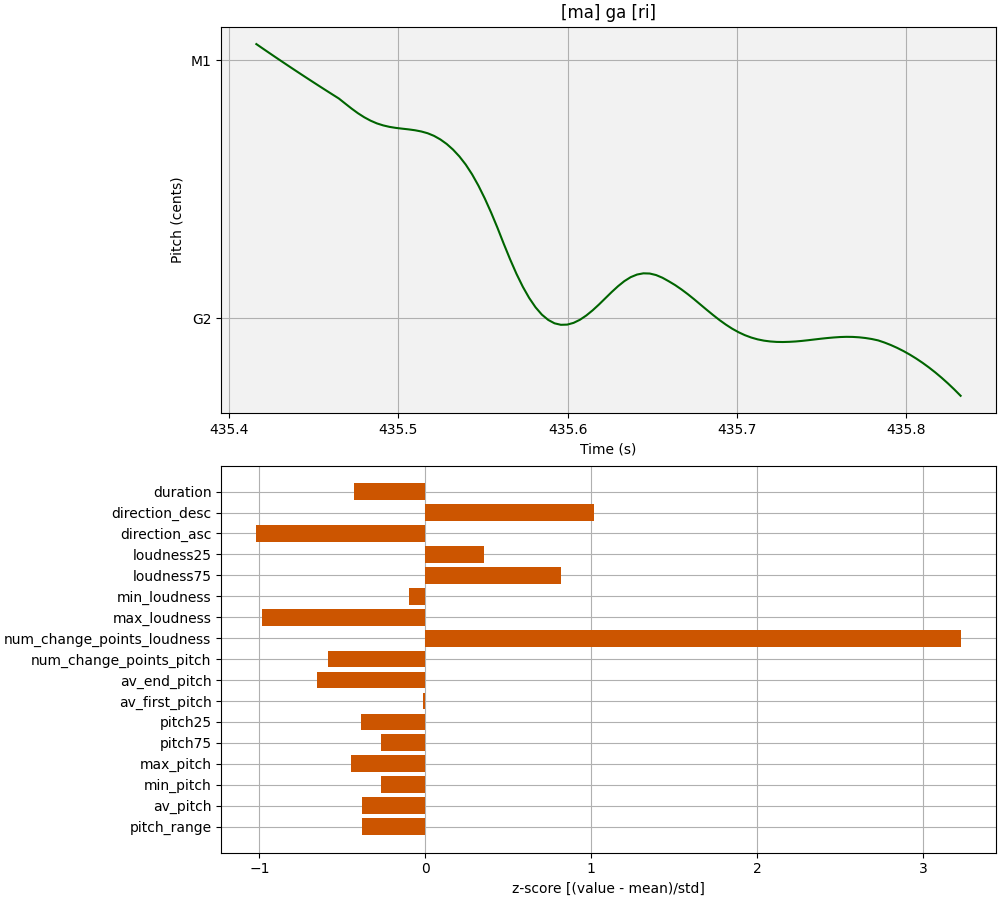 [ma] ga [ri]
M1
G2
Pitch (cents)
435.4 435.5 435.6 435.7 435.8
Time (s)
duration
direction_desc
direction_asc
loudness25
loudness75
min_loudness
max_loudness
num_change_points_loudness
num_change_points_pitch
av_end_pitch
av_first_pitch
pitch25
pitch75
max_pitch
min_pitch
av_pitch
pitch_range
−1 0 1 2 3
z-score [(value - mean)/std]